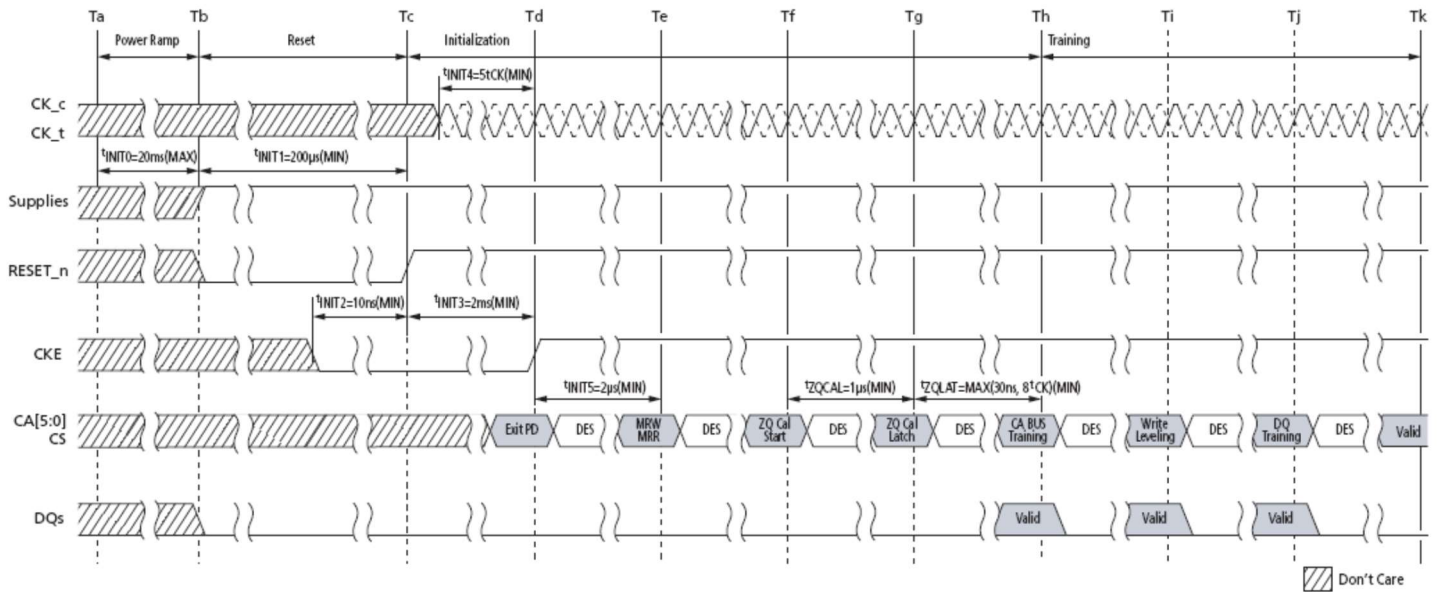 Ta Tb Tc Td Te Tf Tg Th Ti Tj Tk
Power Ramp Reset Initialization Training
tINIT4=5tCK(MIN)
CK_c
CK_t
tINIT0=20ms(MAX) tINIT1=200µs(MIN)
Supplies
RESET_n
tINIT2=10ns(MIN) tINIT3=2ms(MIN)
CKE
tINIT5=2µs(MIN) tZQCAL=1µs(MIN) tZQLAT=MAX(30ns, 8tCK)(MIN)
CA[5:0]
CS
Exit PD DES MRW
MRR DES ZQ Cal
Start DES ZQ Cal
Latch DES CA BUS
Training DES Write
Leveling DES DQ
Training DES Valid
DQs Valid Valid Valid
Don't Care